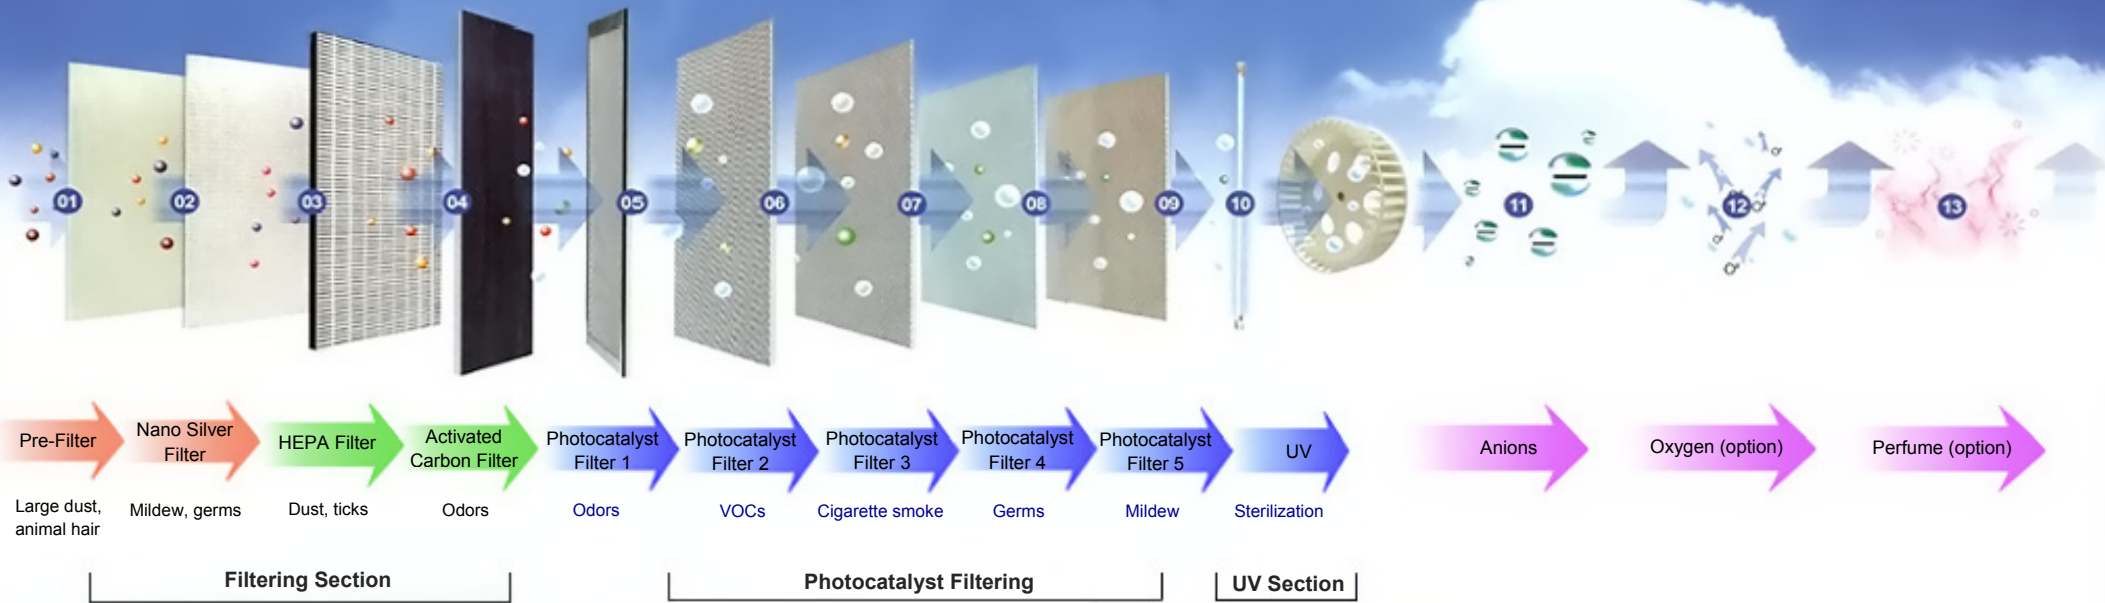 01
02
03
04
05
06
07
08
09
10
11
12
13
Pre-Filter
Nano Silver
Filter
HEPA Filter
Activated
Carbon Filter
Photocatalyst
Filter 1
Photocatalyst
Filter 2
Photocatalyst
Filter 3
Photocatalyst
Filter 4
Photocatalyst
Filter 5
UV
Anions
Oxygen (option)
Perfume (option)
Large dust,
animal hair
Mildew, germs
Dust, ticks
Odors
Odors
VOCs
Cigarette smoke
Germs
Mildew
Sterilization
Filtering Section
Photocatalyst Filtering
UV Section